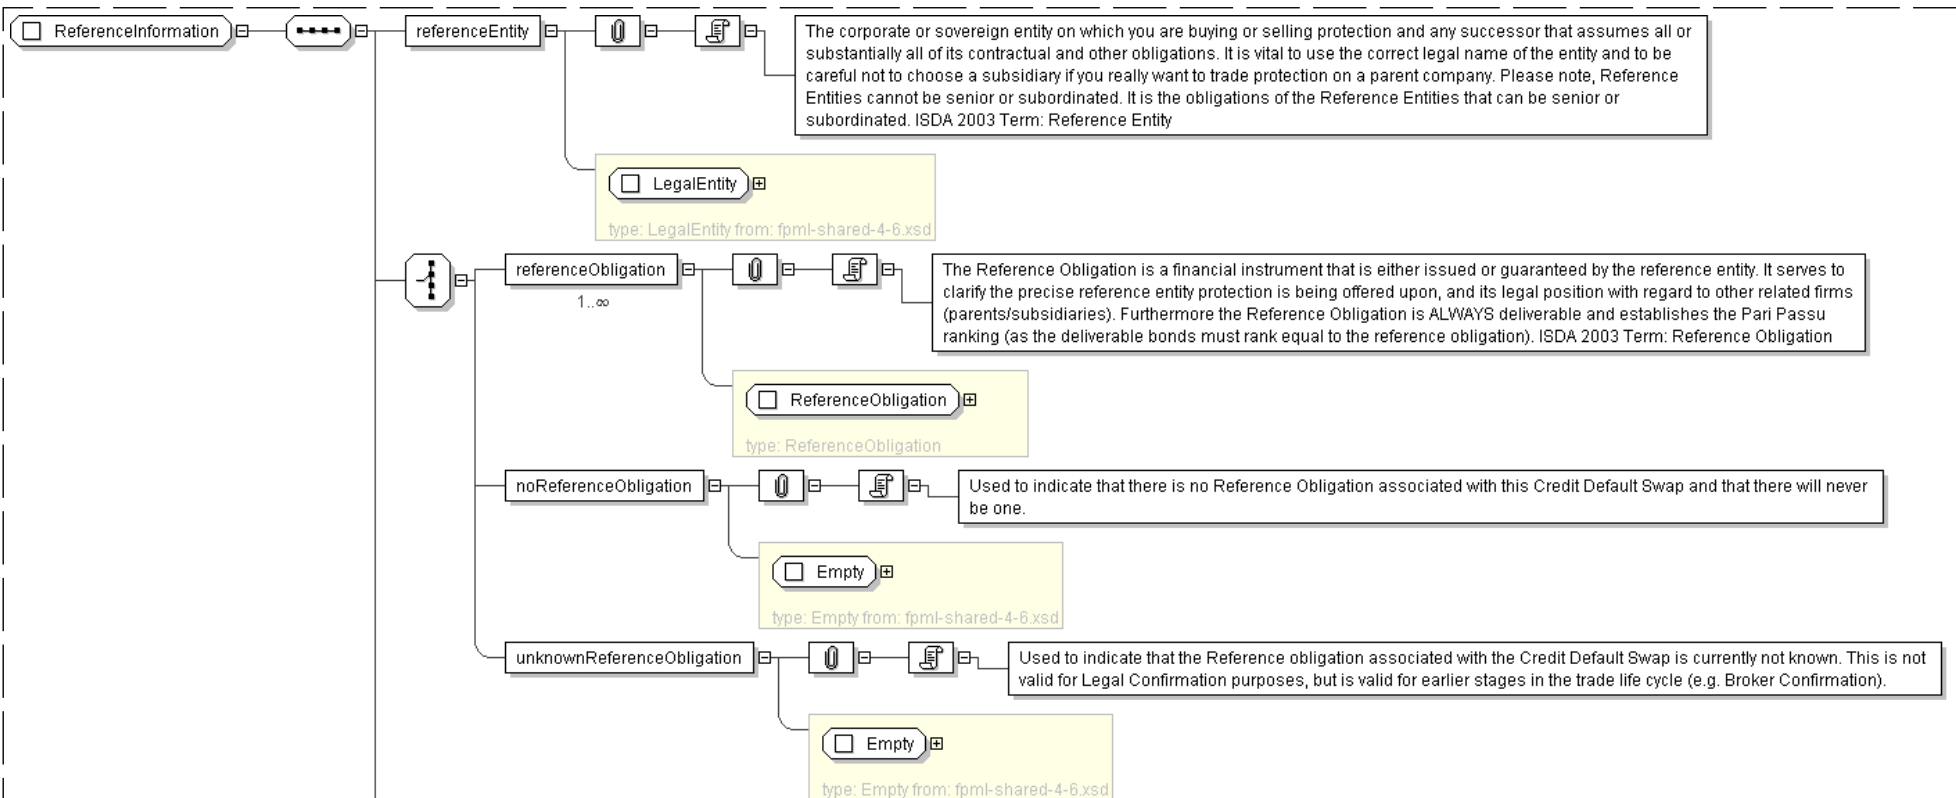 ReferenceInformation
referenceEntity
The corporate or sovereign entity on which you are buying or selling protection and any successor that assumes all or
substantially all of its contractual and other obligations. It is vital to use the correct legal name of the entity and to be
careful not to choose a subsidiary if you really want to trade protection on a parent company. Please note, Reference
Entities cannot be senior or subordinated. It is the obligations of the Reference Entities that can be senior or
subordinated. ISDA 2003 Term: Reference Entity
LegalEntity
type: LegalEntity from: fpml-shared-4-6.xsd
referenceObligation
1..∞
The Reference Obligation is a financial instrument that is either issued or guaranteed by the reference entity. It serves to
clarify the precise reference entity protection is being offered upon, and its legal position with regard to other related firms
(parents/subsidiaries). Furthermore the Reference Obligation is ALWAYS deliverable and establishes the Pari Passu
ranking (as the deliverable bonds must rank equal to the reference obligation). ISDA 2003 Term: Reference Obligation
ReferenceObligation
type: ReferenceObligation
noReferenceObligation
Used to indicate that there is no Reference Obligation associated with this Credit Default Swap and that there will never
be one.
Empty
type: Empty from: fpml-shared-4-6.xsd
unknownReferenceObligation
Used to indicate that the Reference obligation associated with the Credit Default Swap is currently not known. This is not
valid for Legal Confirmation purposes, but is valid for earlier stages in the trade life cycle (e.g. Broker Confirmation).
Empty
type: Empty from: fpml-shared-4-6.xsd